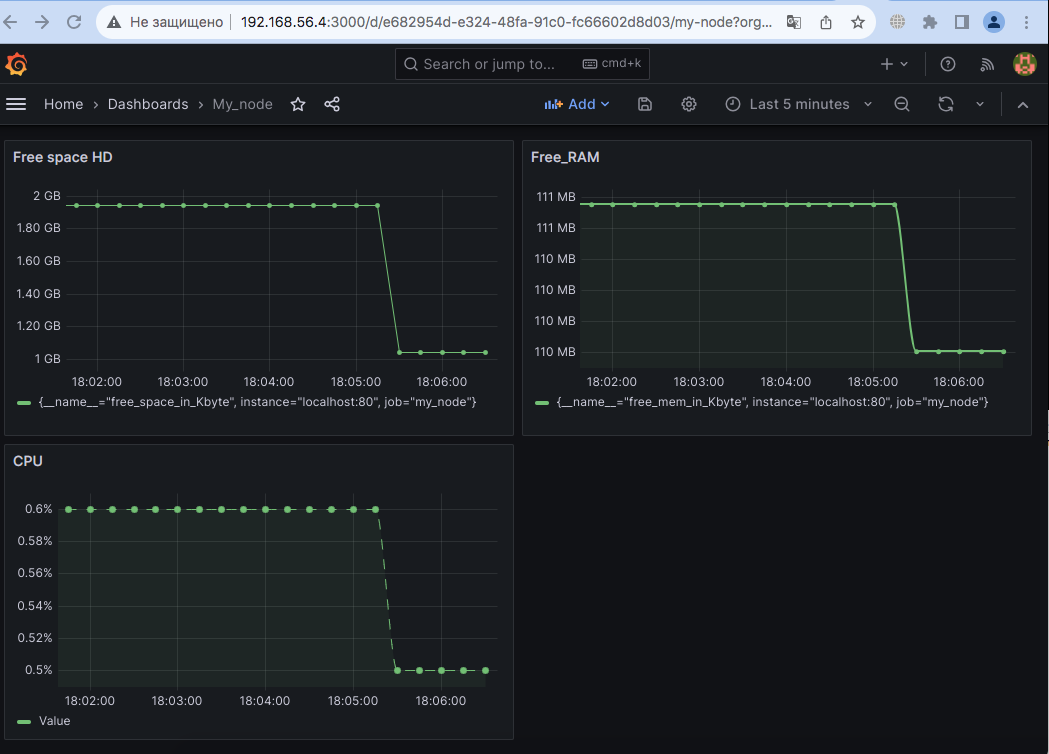 Не защищено 192.168.56.4:3000/d/e682954d-e324-48fa-91c0-fc66602d8d03/my-node?org...
Search or jump to... cmd+k
Home › Dashboards › My_node Add Last 5 minutes
Free space HD
2 GB
1.80 GB
1.60 GB
1.40 GB
1.20 GB
1 GB
18:02:00 18:03:00 18:04:00 18:05:00 18:06:00
{__name__="free_space_in_Kbyte", instance="localhost:80", job="my_node"}
Free_RAM
111 MB
111 MB
110 MB
110 MB
110 MB
110 MB
18:02:00 18:03:00 18:04:00 18:05:00 18:06:00
{__name__="free_mem_in_Kbyte", instance="localhost:80", job="my_node"}
CPU
0.6%
0.58%
0.56%
0.54%
0.52%
0.5%
18:02:00 18:03:00 18:04:00 18:05:00 18:06:00
Value